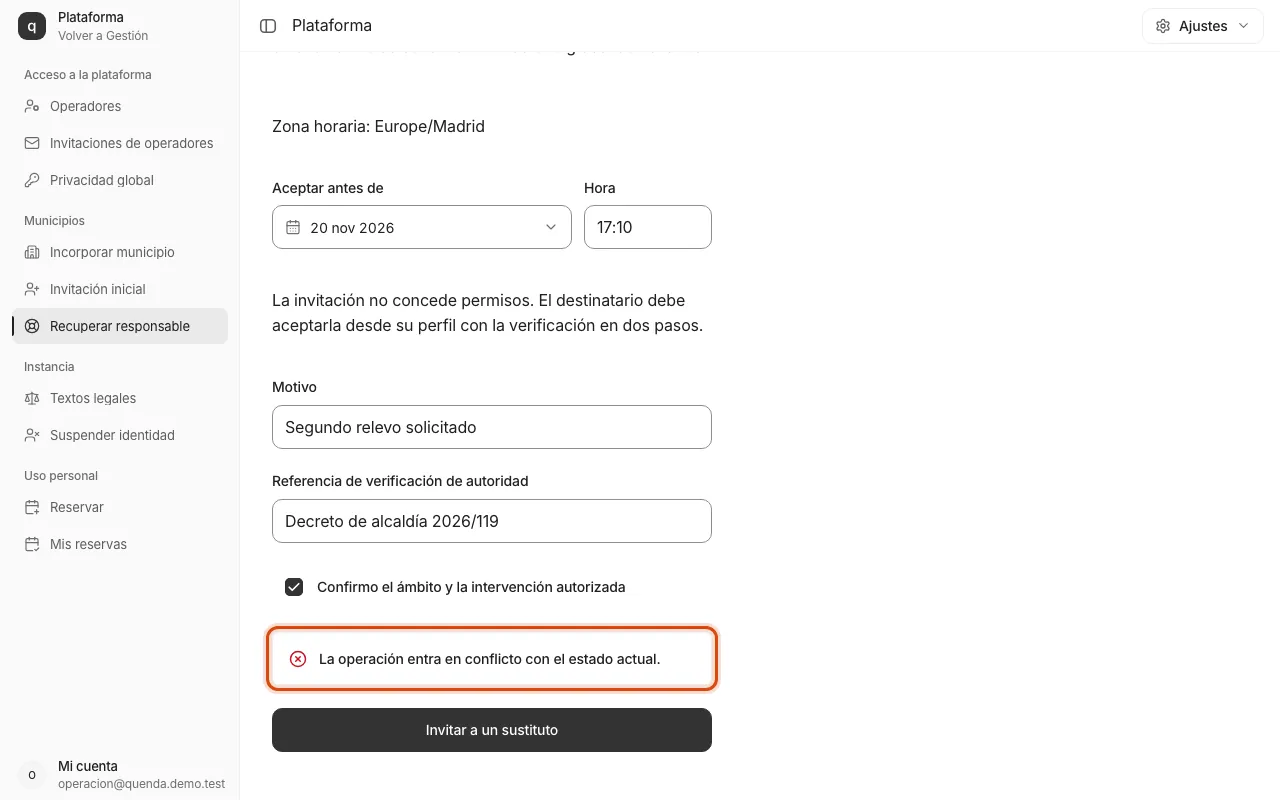 q
Plataforma
Volver a Gestión
Acceso a la plataforma
Operadores
Invitaciones de operadores
Privacidad global
Municipios
Incorporar municipio
Invitación inicial
Recuperar responsable
Instancia
Textos legales
Suspender identidad
Uso personal
Reservar
Mis reservas
O
Mi cuenta
operacion@quenda.demo.test
Plataforma
Ajustes
Zona horaria: Europe/Madrid
Aceptar antes de
Hora
20 nov 2026
17:10
La invitación no concede permisos. El destinatario debe
aceptarla desde su perfil con la verificación en dos pasos.
Motivo
Segundo relevo solicitado
Referencia de verificación de autoridad
Decreto de alcaldía 2026/119
Confirmo el ámbito y la intervención autorizada
La operación entra en conflicto con el estado actual.
Invitar a un sustituto